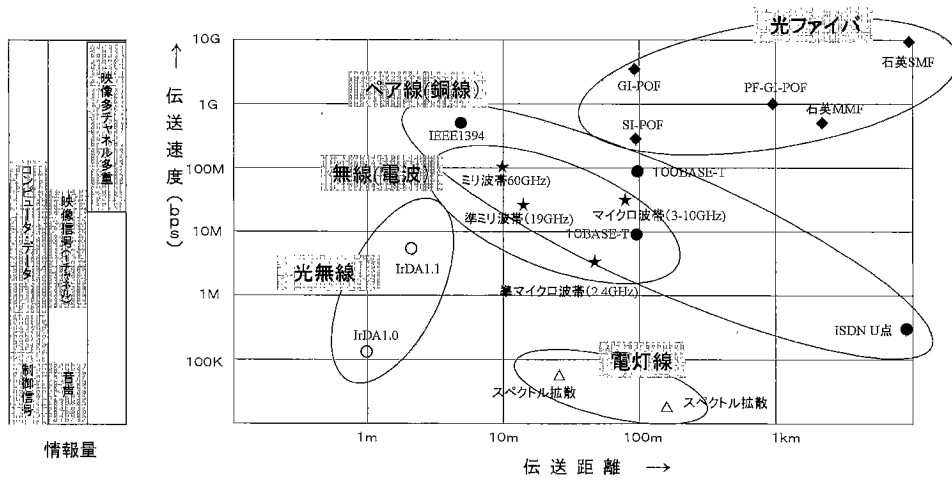 光ファイバ
10G
石英SMF
GI-POF
PF-GI-POF
1G
石英MMF
ペア線(銅線)
IEEE1394
SI-POF
100M
100BASE-T
無線(電波)
ミリ波帯60GHz)
準ミリ波帯(19GHz)
マイクロ波帯(3-10GHz)
10M
10BASE-T
光無線
IrDA1.1
準マイクロ波帯(2.4GHz)
1M
ISDN U点
IrDA1.0
100K
電灯線
スペクトル拡散
スペクトル拡散
1m
10m
100m
1km
伝送距離 →
伝送速度(bps) →
映像多チャネル多重
コンピュータ・データ
映像信号(1チャネル)
制御信号
音声
情報量